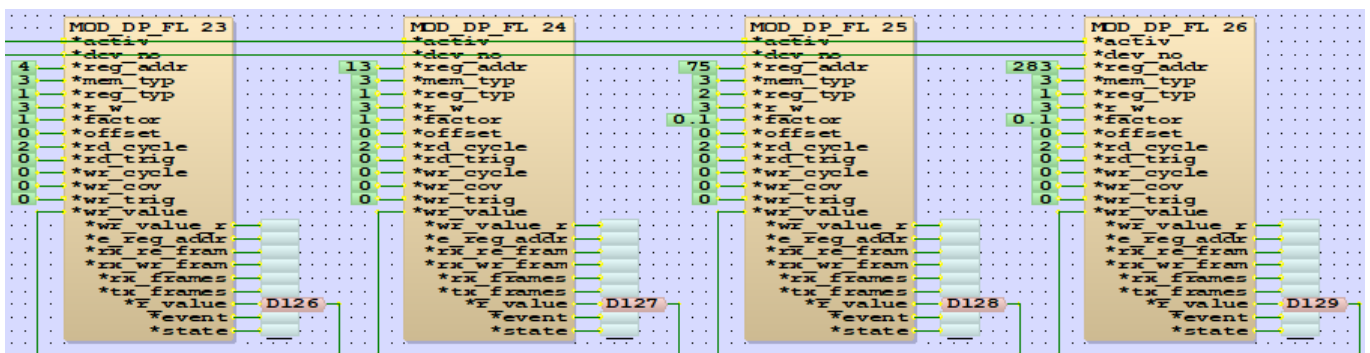 MOD_DP_FL 23
*activ
*dev_no
4 *reg_addr
3 *mem_typ
1 *reg_typ
3 *r_w
1 *factor
0 *offset
2 *rd_cycle
0 *rd_trig
0 *wr_cycle
0 *wr_cov
0 *wr_trig
*wr_value
*wr_value_r
*e_reg_addr
*rx_re_fram
*rx_wr_fram
*rx_frames
*tx_frames
*r_value D126
*event
*state
MOD_DP_FL 24
*activ
*dev_no
13 *reg_addr
3 *mem_typ
1 *reg_typ
3 *r_w
1 *factor
0 *offset
2 *rd_cycle
0 *rd_trig
0 *wr_cycle
0 *wr_cov
0 *wr_trig
*wr_value
*wr_value_r
*e_reg_addr
*rx_re_fram
*rx_wr_fram
*rx_frames
*tx_frames
*r_value D127
*event
*state
MOD_DP_FL 25
*activ
*dev_no
75 *reg_addr
3 *mem_typ
2 *reg_typ
3 *r_w
0.1 *factor
0 *offset
2 *rd_cycle
0 *rd_trig
0 *wr_cycle
0 *wr_cov
0 *wr_trig
*wr_value
*wr_value_r
*e_reg_addr
*rx_re_fram
*rx_wr_fram
*rx_frames
*tx_frames
*r_value D128
*event
*state
MOD_DP_FL 26
*activ
*dev_no
283 *reg_addr
3 *mem_typ
1 *reg_typ
3 *r_w
0.1 *factor
0 *offset
2 *rd_cycle
0 *rd_trig
0 *wr_cycle
0 *wr_cov
0 *wr_trig
*wr_value
*wr_value_r
*e_reg_addr
*rx_re_fram
*rx_wr_fram
*rx_frames
*tx_frames
*r_value D129
*event
*state